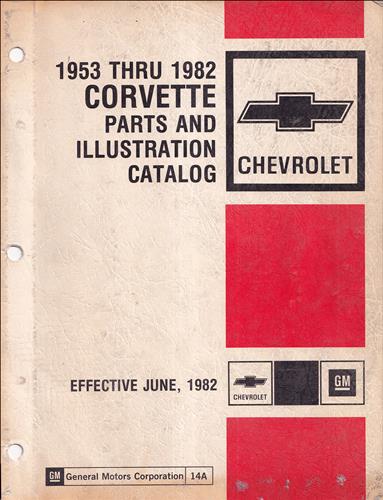 1953 THRU 1982
CORVETTE
PARTS AND
ILLUSTRATION
CATALOG
CHEVROLET
EFFECTIVE JUNE, 1982
CHEVROLET
GM
GM General Motors Corporation 14A